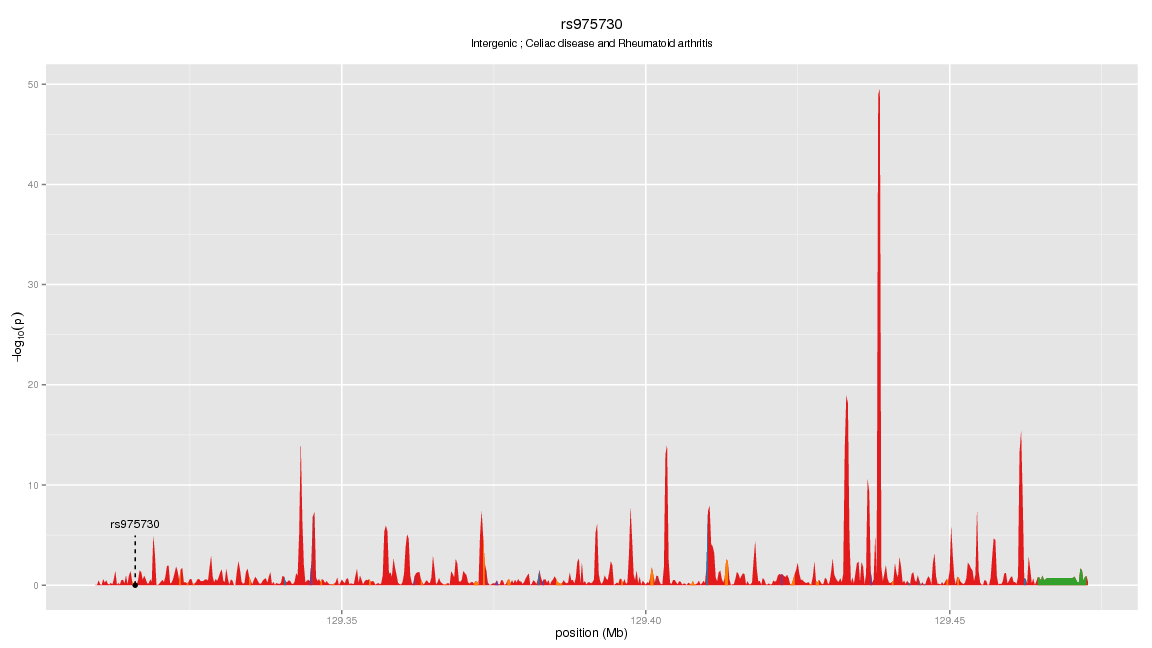 rs975730
Intergenic ; Celiac disease and Rheumatoid arthritis
50
40
30
20
10
0
−log10(p)
rs975730
129.35
129.40
129.45
position (Mb)